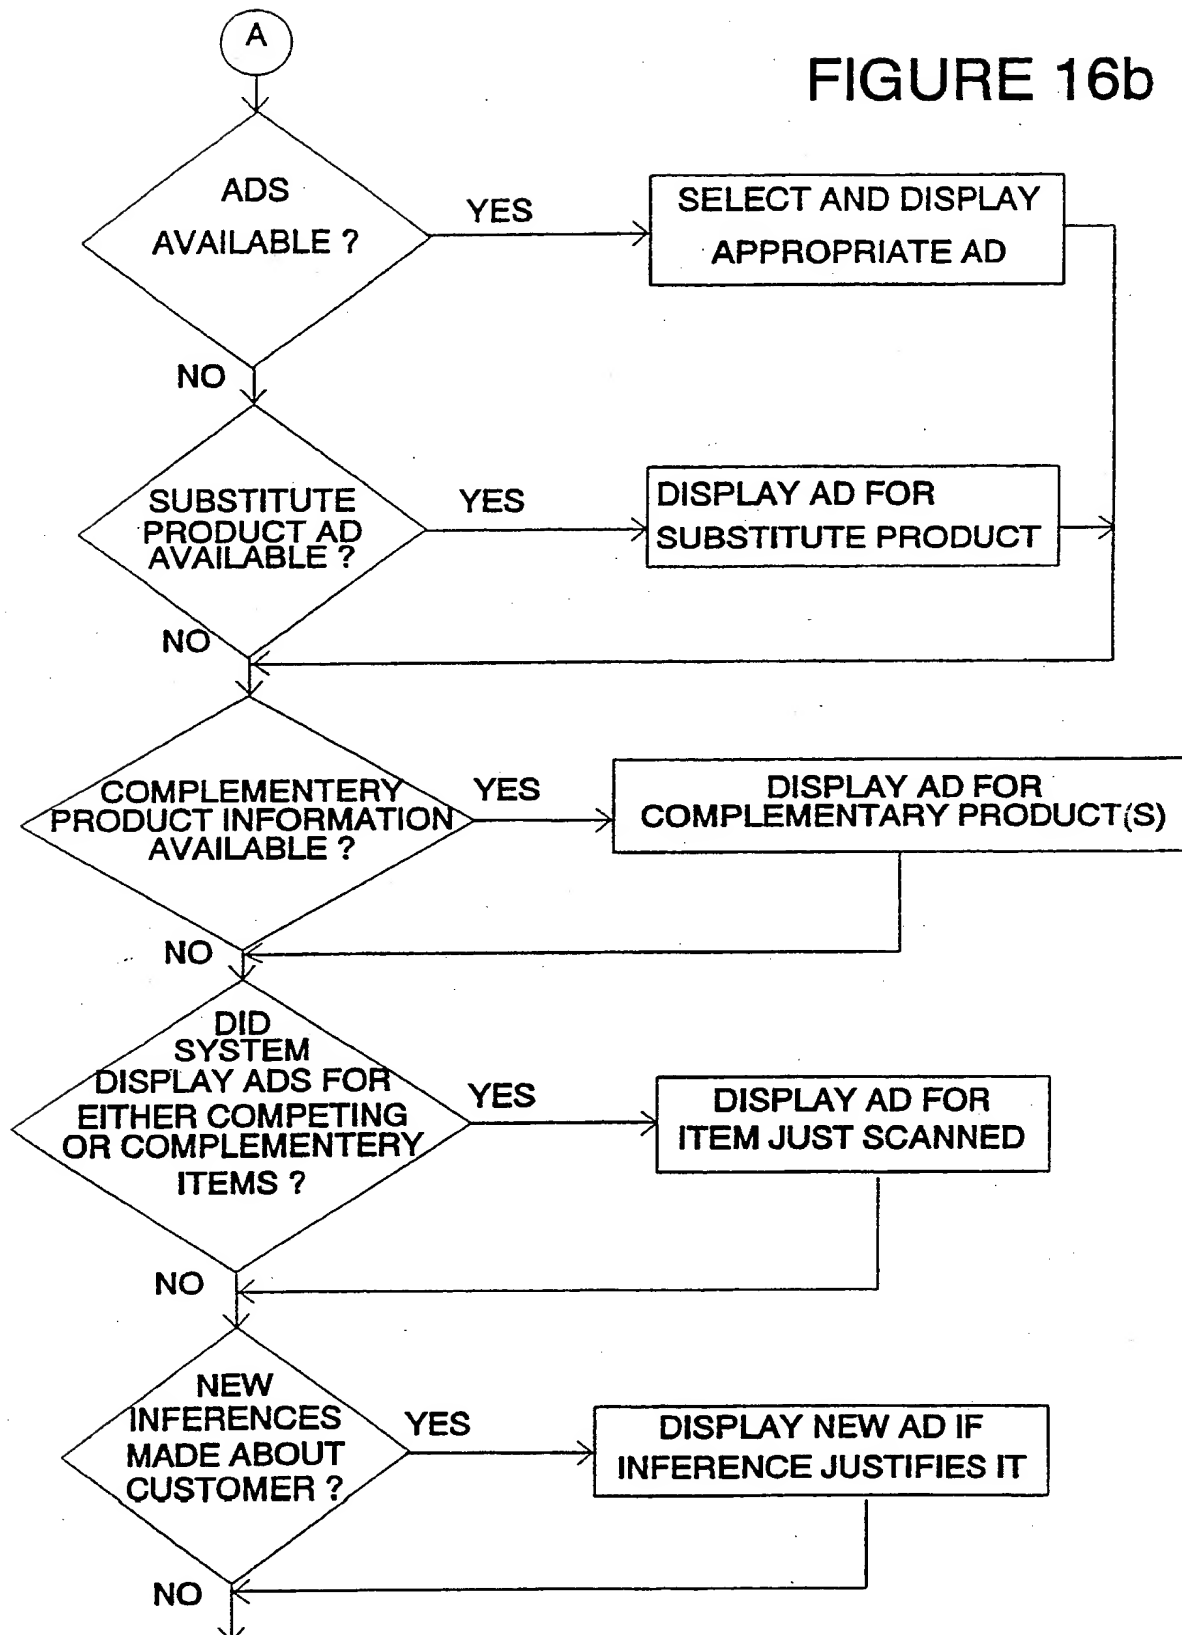 A
FIGURE 16b
ADS
AVAILABLE ?
YES
SELECT AND DISPLAY
APPROPRIATE AD
NO
SUBSTITUTE
PRODUCT AD
AVAILABLE ?
YES
DISPLAY AD FOR
SUBSTITUTE PRODUCT
NO
COMPLEMENTERY
PRODUCT INFORMATION
AVAILABLE ?
YES
DISPLAY AD FOR
COMPLEMENTARY PRODUCT(S)
NO
DID
SYSTEM
DISPLAY ADS FOR
EITHER COMPETING
OR COMPLEMENTERY
ITEMS ?
YES
DISPLAY AD FOR
ITEM JUST SCANNED
NO
NEW
INFERENCES
MADE ABOUT
CUSTOMER ?
YES
DISPLAY NEW AD IF
INFERENCE JUSTIFIES IT
NO